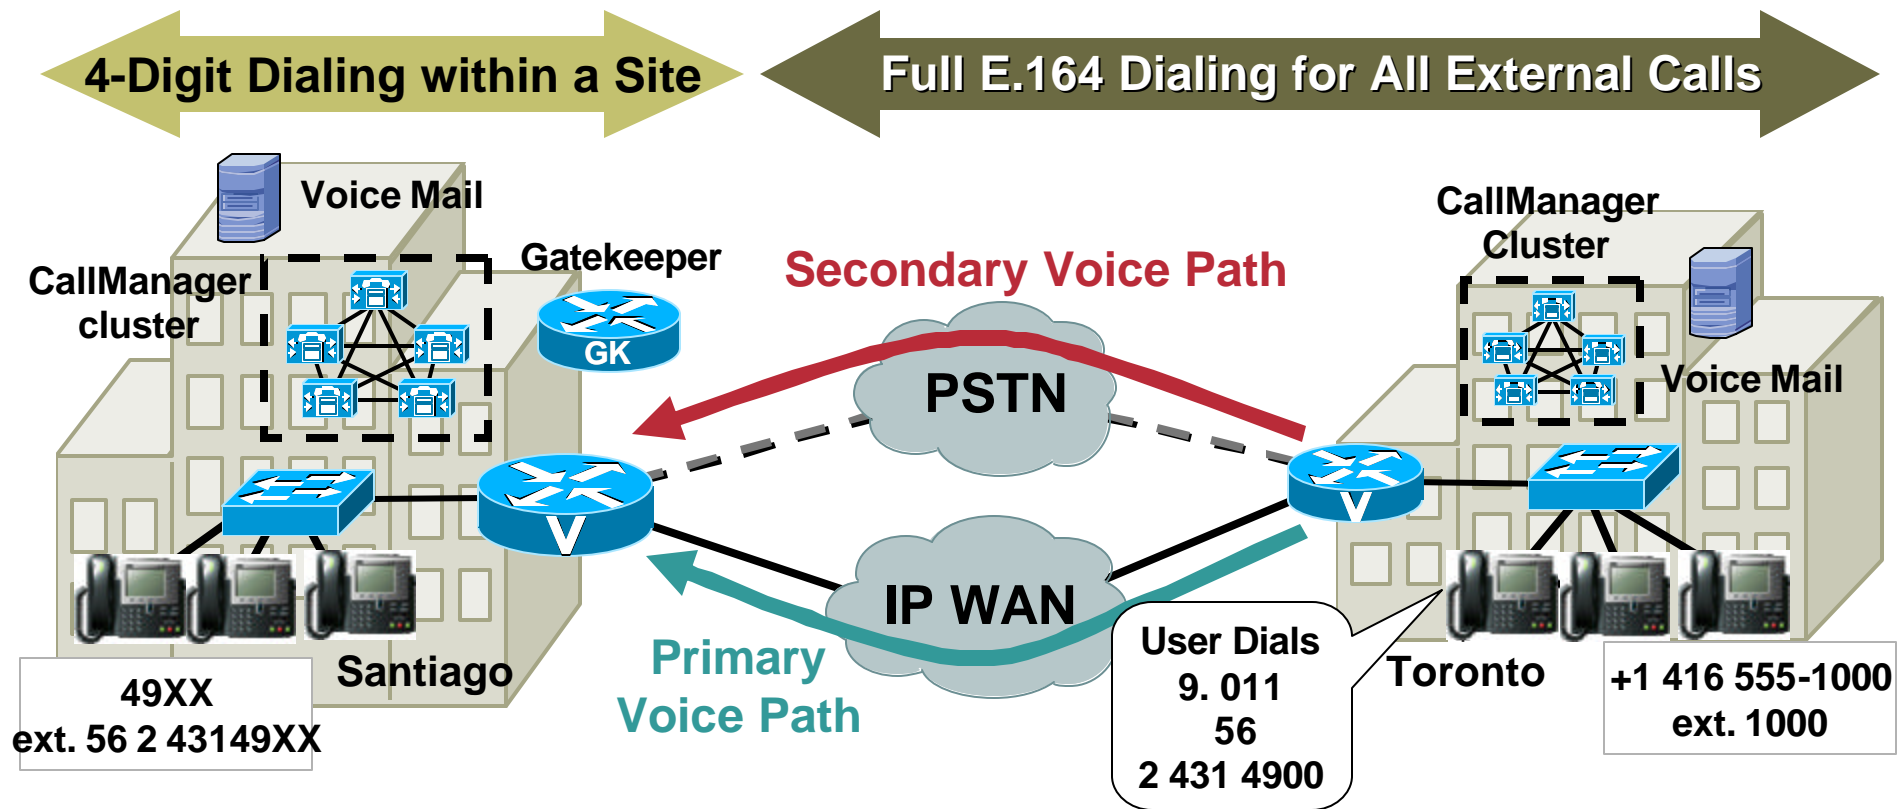 4-Digit Dialing within a Site
Full E.164 Dialing for All External Calls
Voice Mail
CallManager
cluster
Gatekeeper
GK
Secondary Voice Path
PSTN
CallManager
Cluster
Voice Mail
V
V
IP WAN
Primary
Voice Path
Santiago
49XX
ext. 56 2 43149XX
User Dials
9. 011
56
2 431 4900
Toronto
+1 416 555-1000
ext. 1000